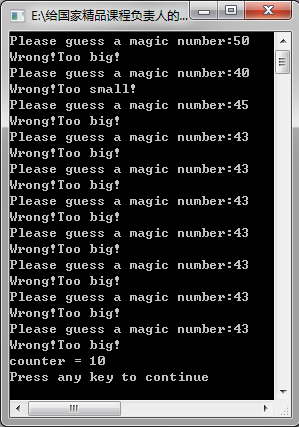 E:\给国家精品课程负责人的...
Please guess a magic number:50
Wrong!Too big!
Please guess a magic number:40
Wrong!Too small!
Please guess a magic number:45
Wrong!Too big!
Please guess a magic number:43
Wrong!Too big!
Please guess a magic number:43
Wrong!Too big!
Please guess a magic number:43
Wrong!Too big!
Please guess a magic number:43
Wrong!Too big!
Please guess a magic number:43
Wrong!Too big!
Please guess a magic number:43
Wrong!Too big!
Please guess a magic number:43
Wrong!Too big!
counter = 10
Press any key to continue